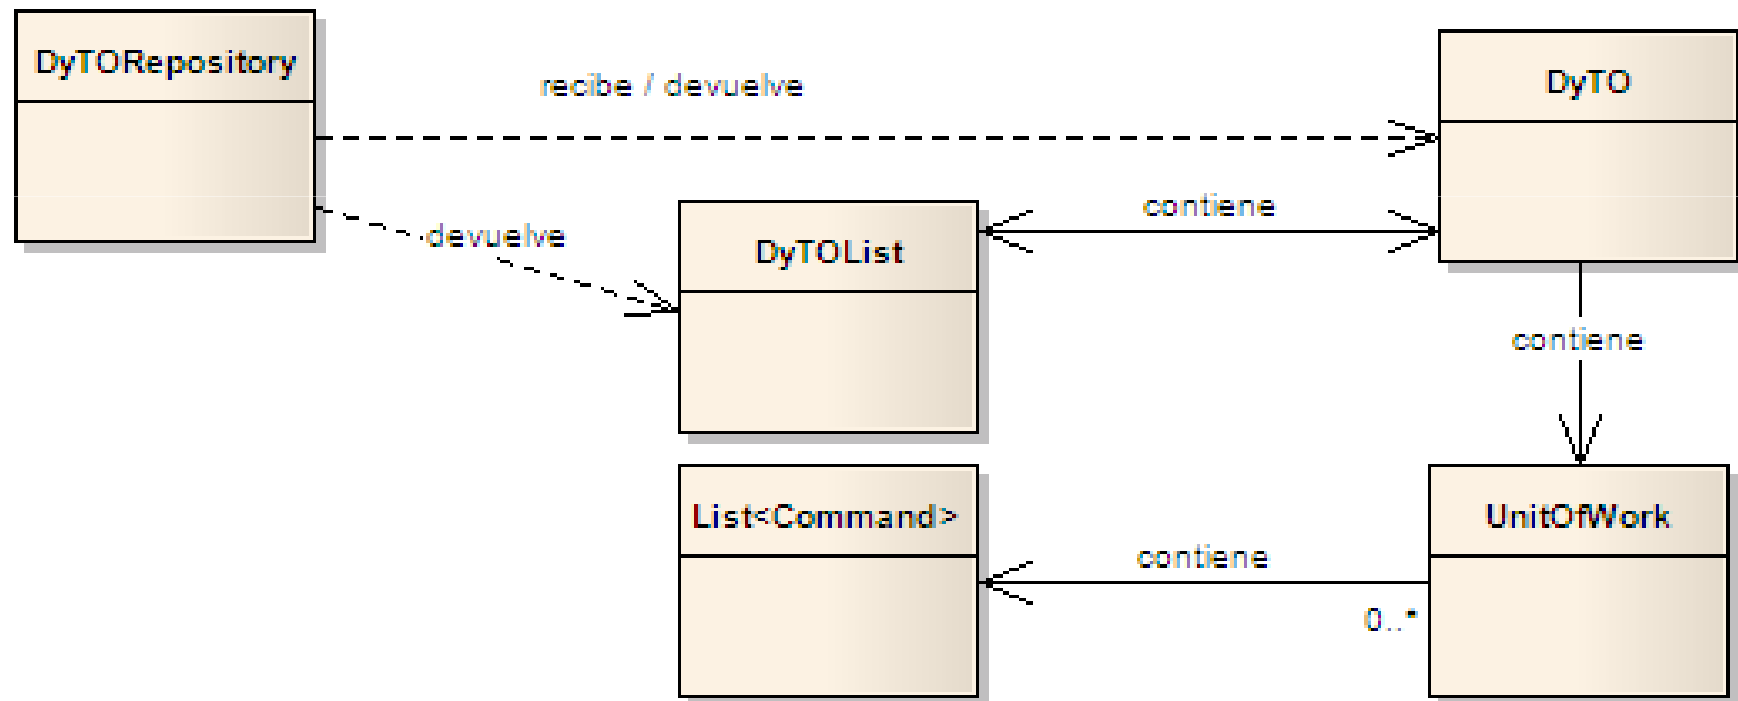 DyTORepository
recibe / devuelve
DyTO
devuelve
DyTOList
contiene
contiene
List<Command>
contiene
0..*
UnitOfWork